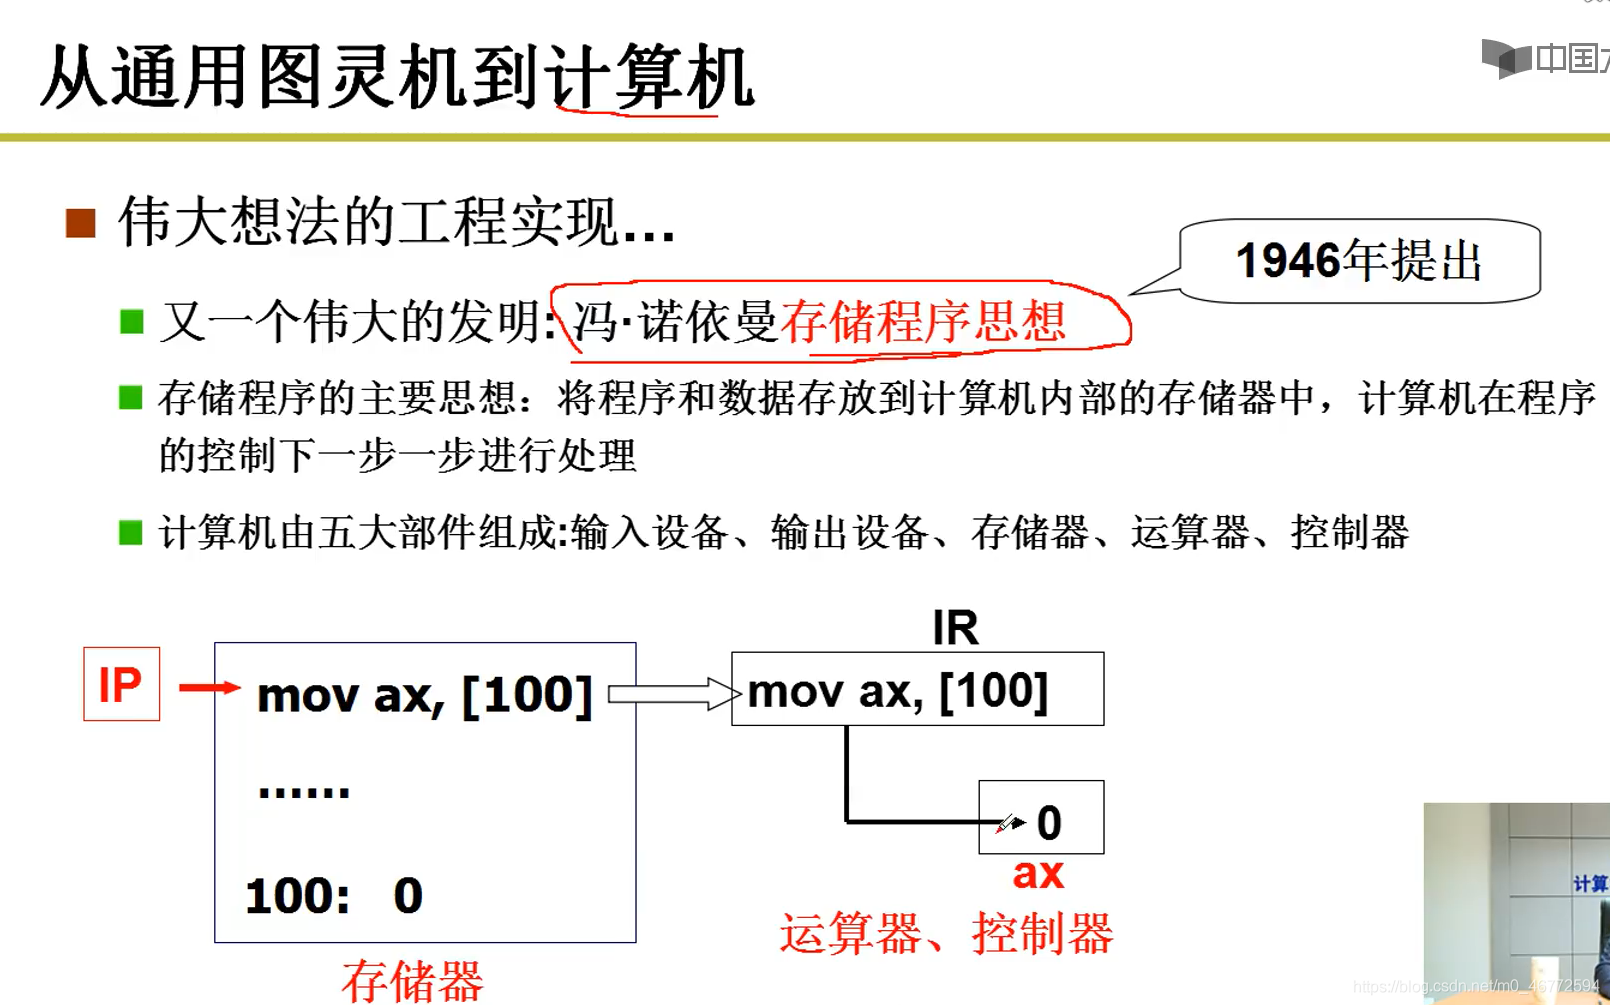 从通用图灵机到计算机
中国
伟大想法的工程实现...
1946年提出
又一个伟大的发明:冯·诺依曼存储程序思想
存储程序的主要思想：将程序和数据存放到计算机内部的存储器中，计算机在程序
的控制下一步一步进行处理
计算机由五大部件组成:输入设备、输出设备、存储器、运算器、控制器
IR
IP
mov ax, [100]
mov ax, [100]
......
0
ax
100: 0
运算器、控制器
存储器
计算
https://blog.csdn.net/m0_46772594